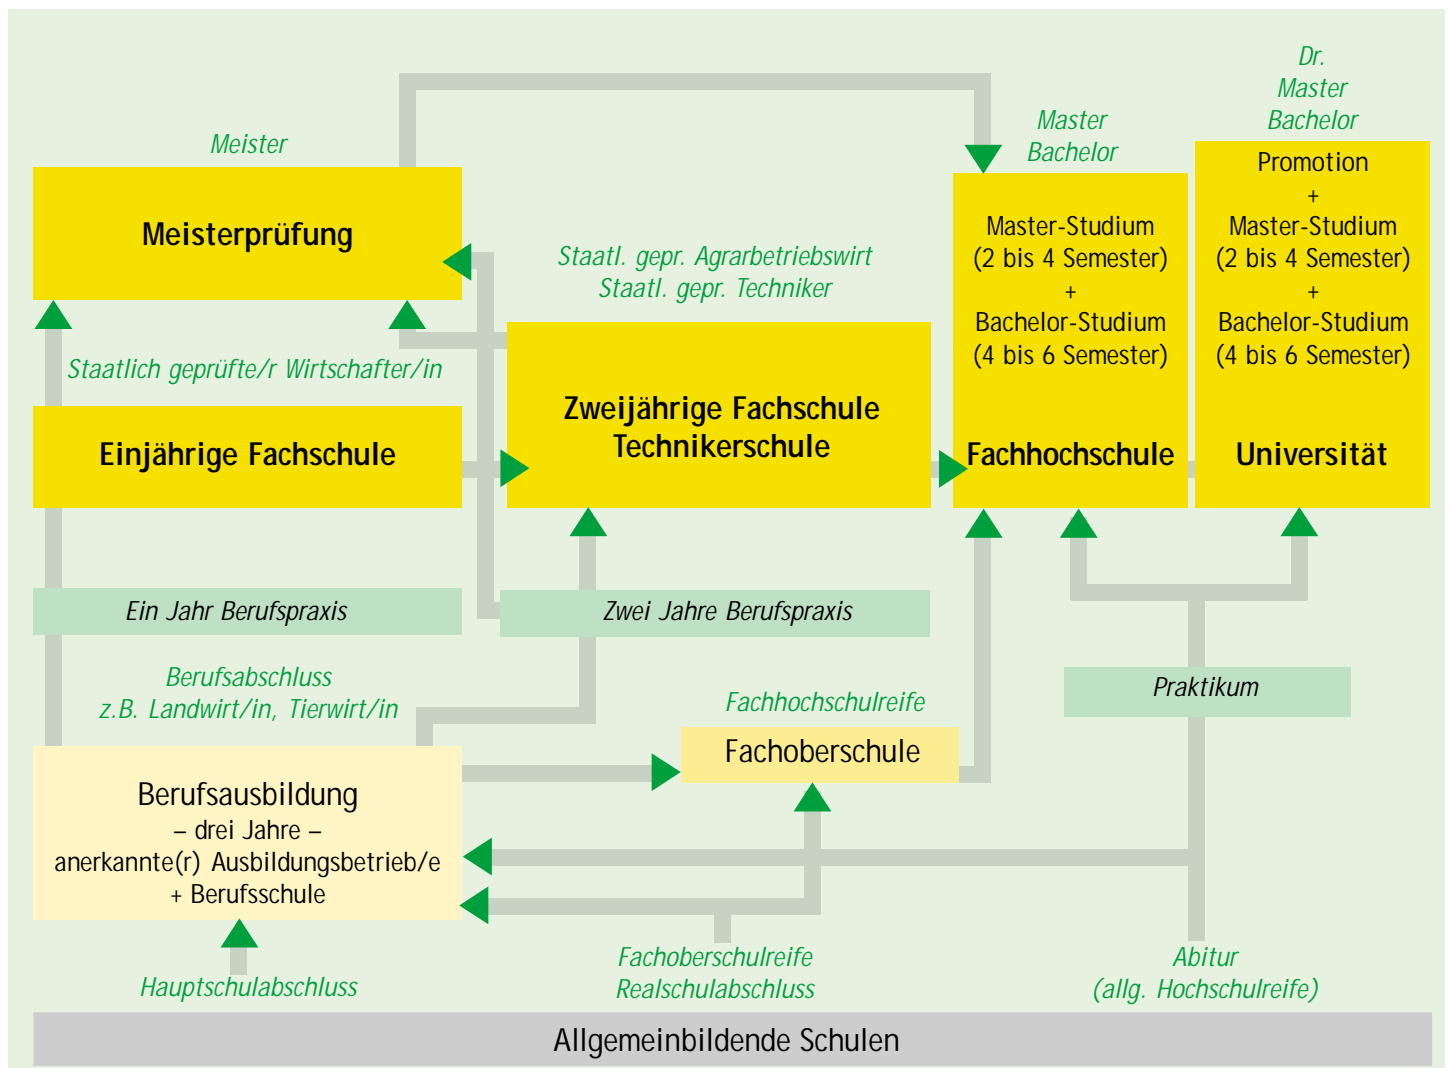 Dr.
Master
Bachelor
Master
Bachelor
Meister
Promotion
+
Master-Studium
(2 bis 4 Semester)
+
Bachelor-Studium
(4 bis 6 Semester)
Universität
Master-Studium
(2 bis 4 Semester)
+
Bachelor-Studium
(4 bis 6 Semester)
Fachhochschule
Meisterprüfung
Staatl. gepr. Agrarbetriebswirt
Staatl. gepr. Techniker
Staatlich geprüfte/r Wirtschafter/in
Zweijährige Fachschule
Technikerschule
Einjährige Fachschule
Ein Jahr Berufspraxis
Zwei Jahre Berufspraxis
Berufsabschluss
z.B. Landwirt/in, Tierwirt/in
Fachhochschulreife
Praktikum
Fachoberschule
Berufsausbildung
– drei Jahre –
anerkannte(r) Ausbildungsbetrieb/e
+ Berufsschule
Hauptschulabschluss
Fachoberschulreife
Realschulabschluss
Abitur
(allg. Hochschulreife)
Allgemeinbildende Schulen